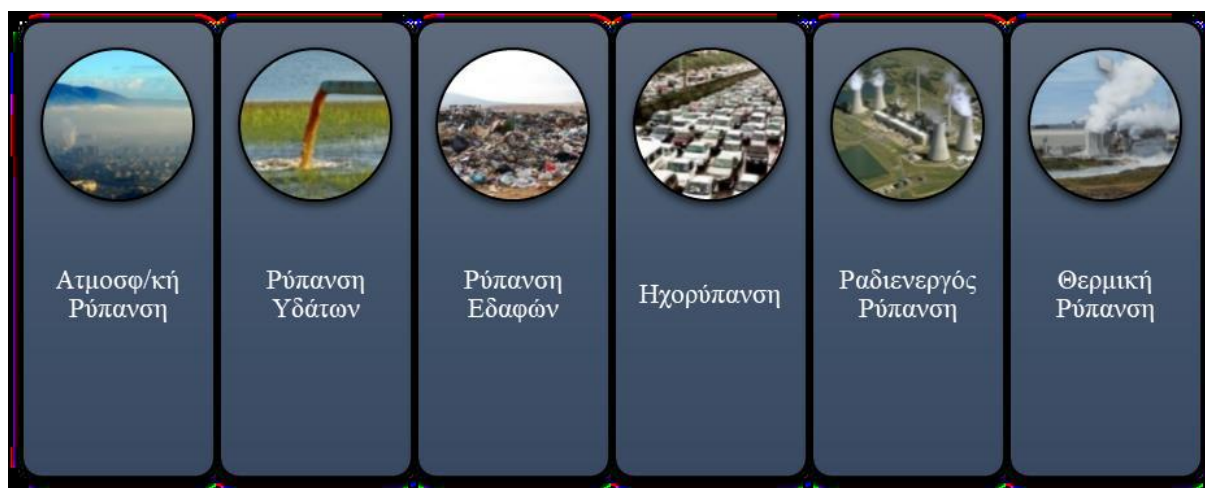 Ατμοσφ/κή
Ρύπανση
Ρύπανση
Υδάτων
Ρύπανση
Εδαφών
Ηχορύπανση
Ραδιενεργός
Ρύπανση
Θερμική
Ρύπανση